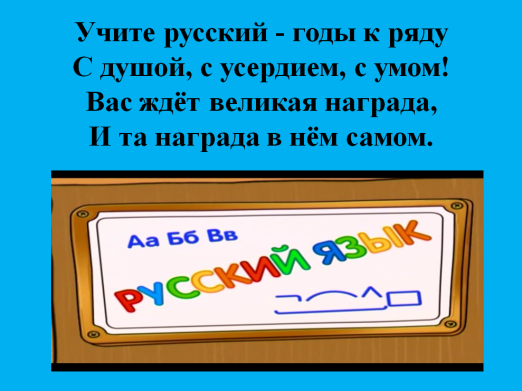 Учите русский - годы к ряду
С душой, с усердием, с умом!
Вас ждёт великая награда,
И та награда в нём самом.
Аа Бб Вв
РУССКИЙ ЯЗЫК